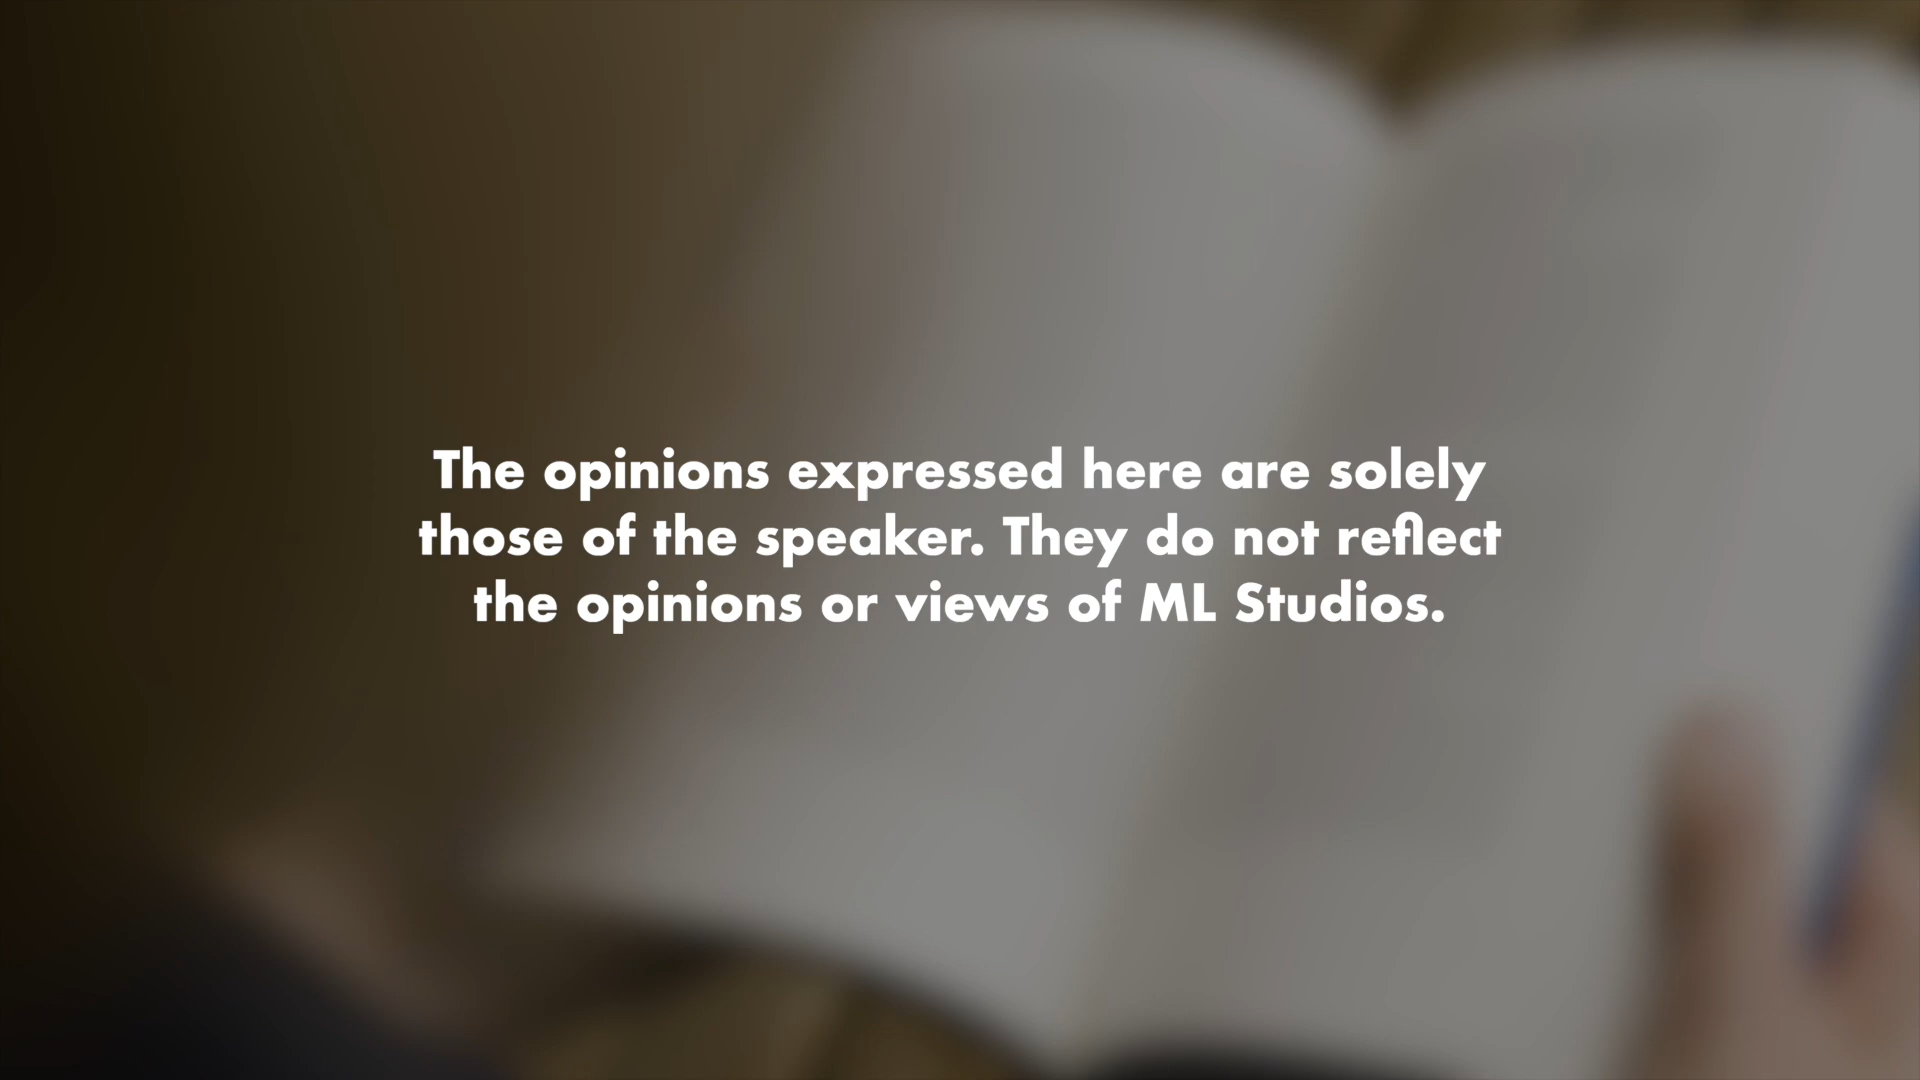 The opinions expressed here are solely
those of the speaker. They do not reflect
the opinions or views of ML Studios.